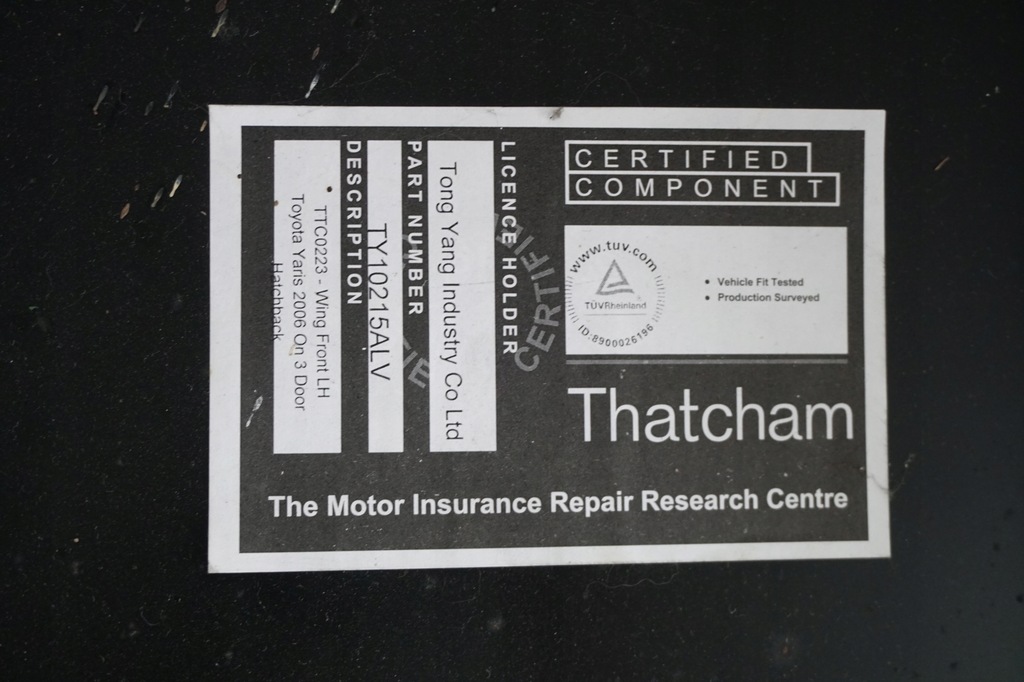 CERTIFIED
COMPONENT
www.tuv.com
TÜVRheinland
®
ID:8900026196
• Vehicle Fit Tested
• Production Surveyed
Thatcham
LICENCE HOLDER
Tong Yang Industry Co Ltd
PART NUMBER
TY10215ALV
DESCRIPTION
TTC0223 - Wing Front LH
Toyota Yaris 2006 On 3 Door
Hatchback
CERTIFIE
The Motor Insurance Repair Research Centre